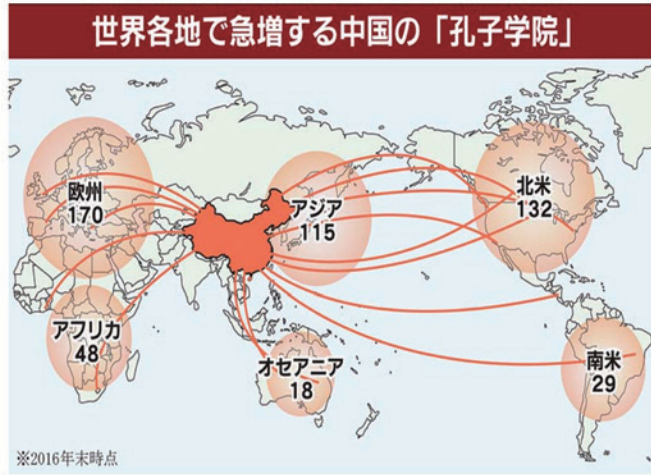 世界各地で急増する中国の「孔子学院」
欧州
170
アジア
115
北米
132
アフリカ
48
オセアニア
18
南米
29
※2016年末時点